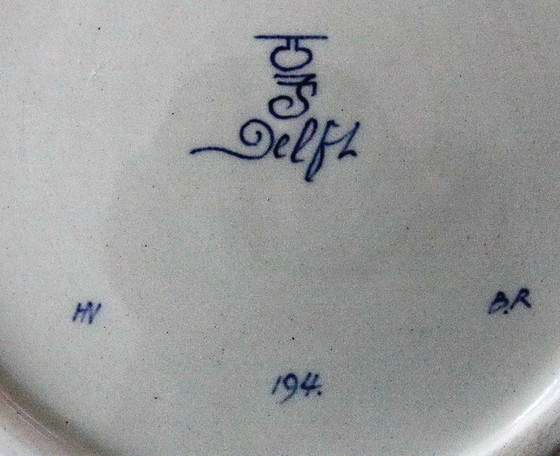 Delft
HV
B.R
194.